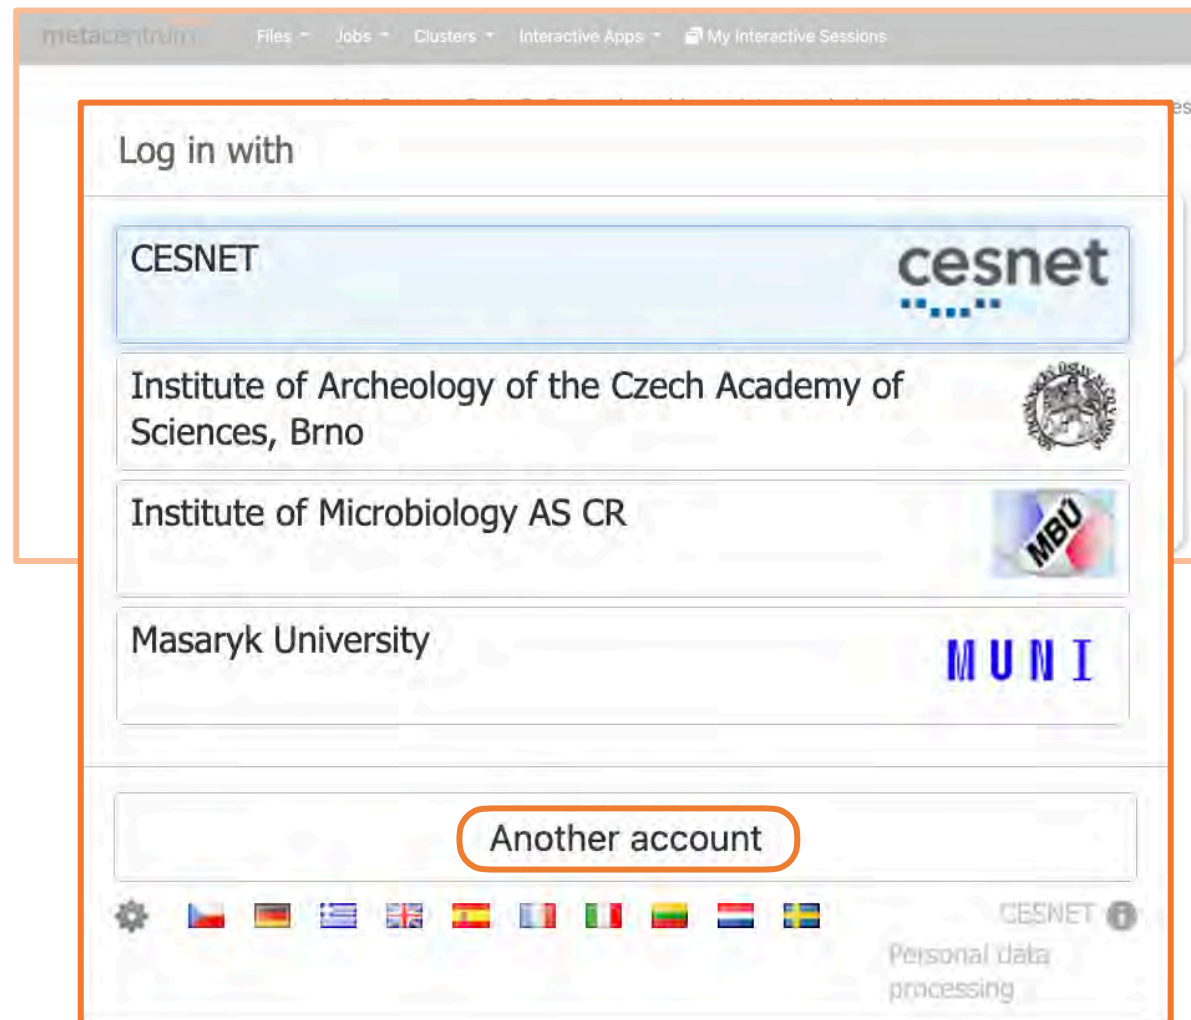 metacentrum Files Jobs Clusters Interactive Apps My Interactive Sessions
es
Log in with
CESNET
cesnet
Institute of Archeology of the Czech Academy of
Sciences, Brno
Institute of Microbiology AS CR
MBÚ
Masaryk University
MUNI
Another account
CESNET
Personal data
processing